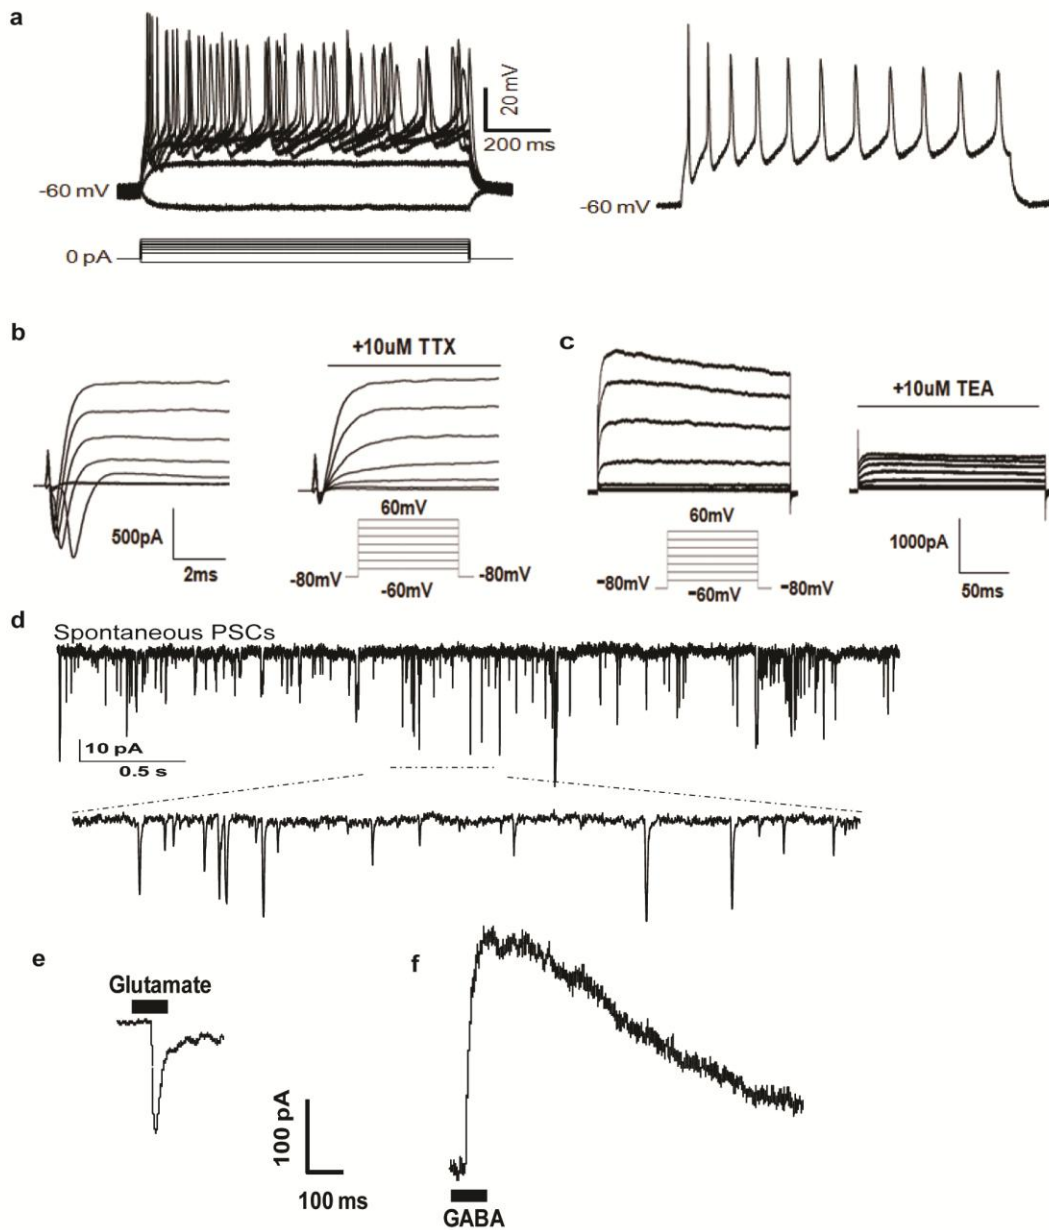 a
20 mV
200 ms
-60 mV
-60 mV
0 pA
b
+10uM TTX
c
+10uM TEA
60mV
60mV
500pA
2ms
-80mV
-60mV
-80mV
-80mV
-60mV
-80mV
1000pA
50ms
d
Spontaneous PSCs
10 pA
0.5 s
e
f
Glutamate
100 pA
100 ms
GABA